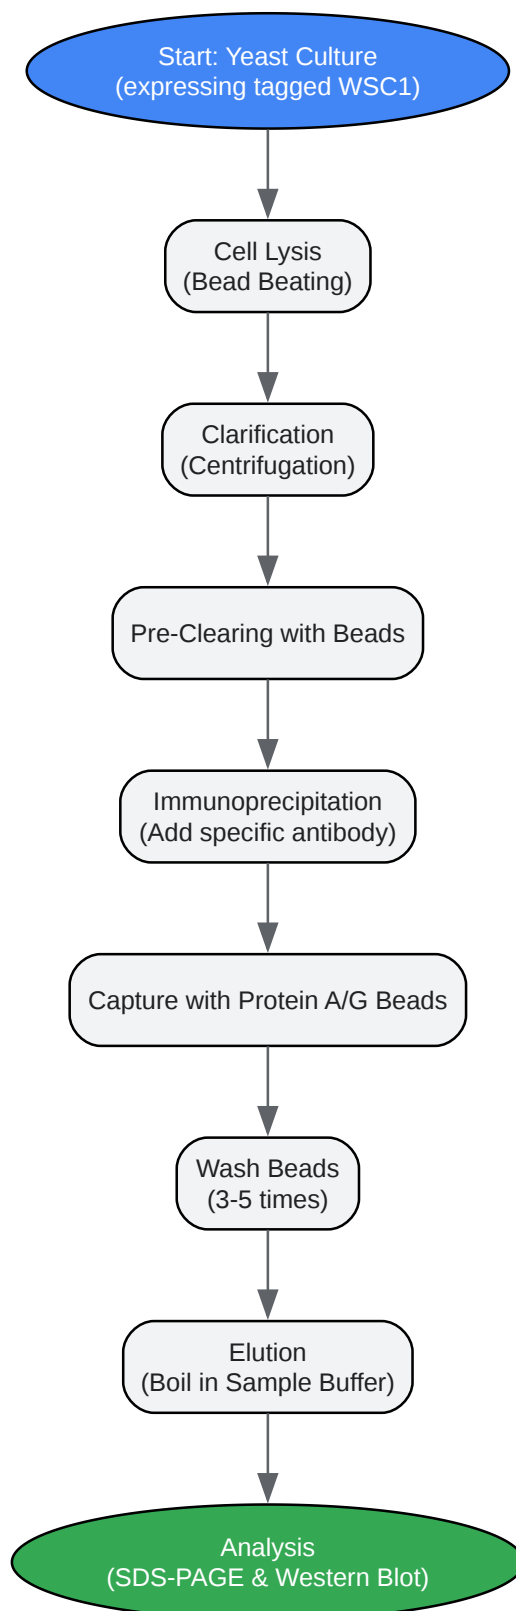 Start: Yeast Culture
(expressing tagged WSC1)
Cell Lysis
(Bead Beating)
Clarification
(Centrifugation)
Pre-Clearing with Beads
Immunoprecipitation
(Add specific antibody)
Capture with Protein A/G Beads
Wash Beads
(3-5 times)
Elution
(Boil in Sample Buffer)
Analysis
(SDS-PAGE & Western Blot)